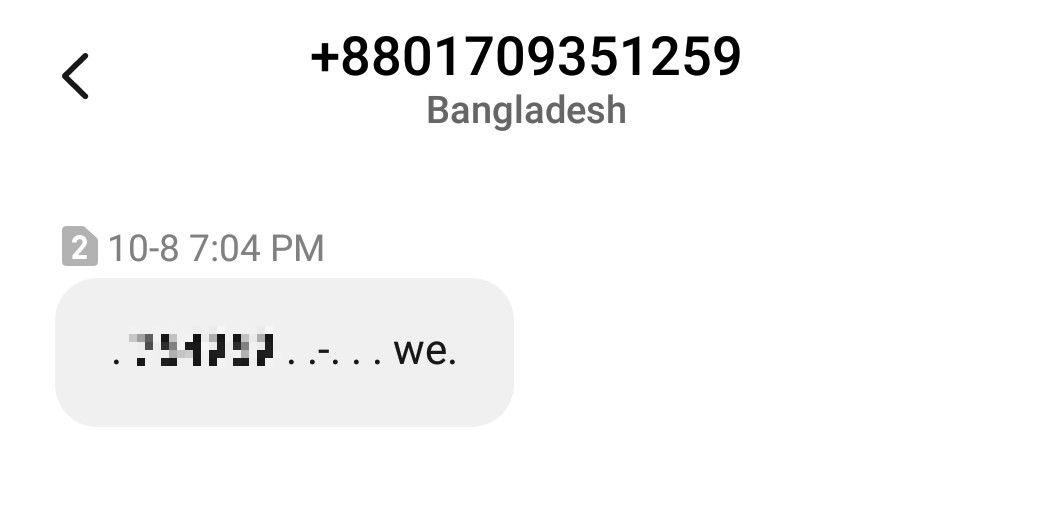 +8801709351259
Bangladesh
2 10-8 7:04 PM
. . .-. . . we.